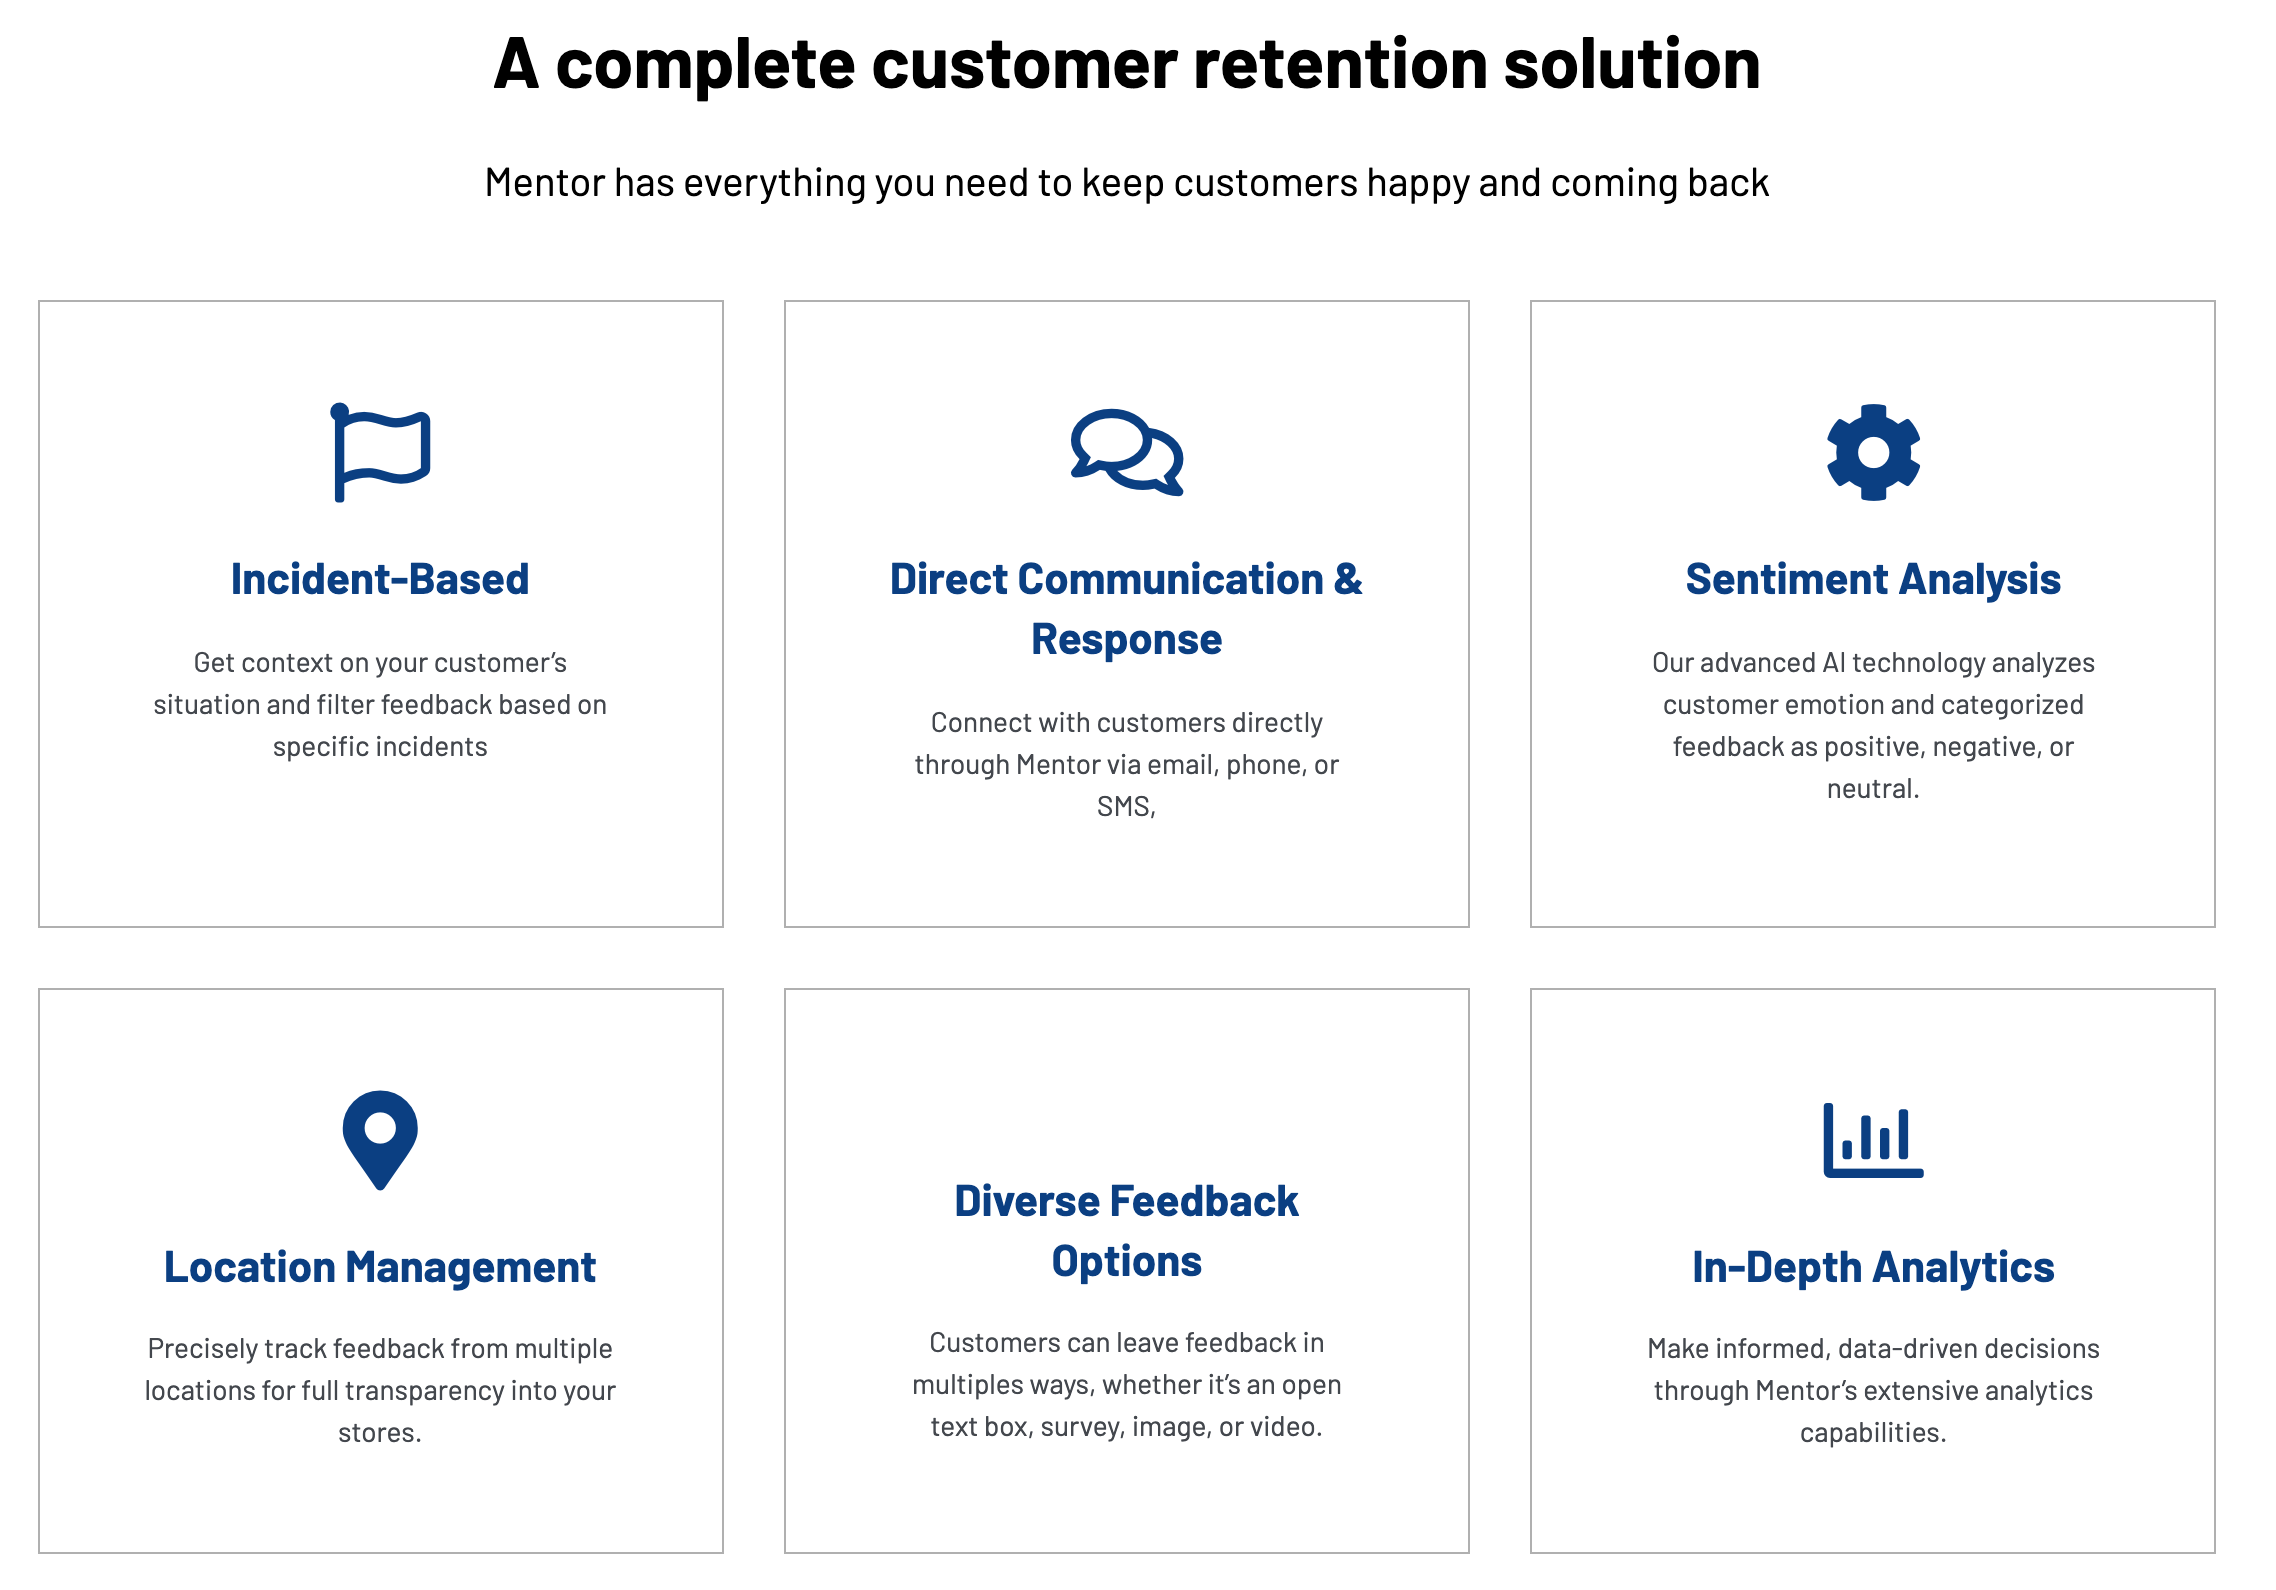 A complete customer retention solution
Mentor has everything you need to keep customers happy and coming back
Incident-Based
Get context on your customer’s
situation and filter feedback based on
specific incidents
Direct Communication &
Response
Connect with customers directly
through Mentor via email, phone, or
SMS,
Sentiment Analysis
Our advanced AI technology analyzes
customer emotion and categorized
feedback as positive, negative, or
neutral.
Location Management
Precisely track feedback from multiple
locations for full transparency into your
stores.
Diverse Feedback
Options
Customers can leave feedback in
multiples ways, whether it’s an open
text box, survey, image, or video.
In-Depth Analytics
Make informed, data-driven decisions
through Mentor’s extensive analytics
capabilities.